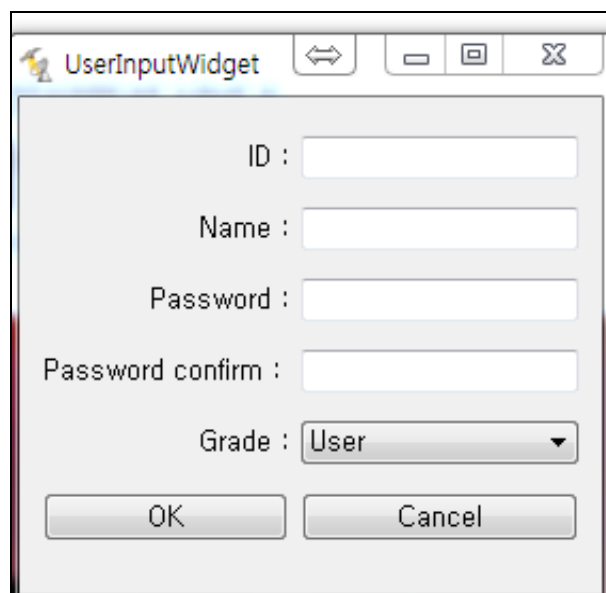 UserInputWidget
ID :
Name :
Password :
Password confirm :
Grade : User
OK Cancel